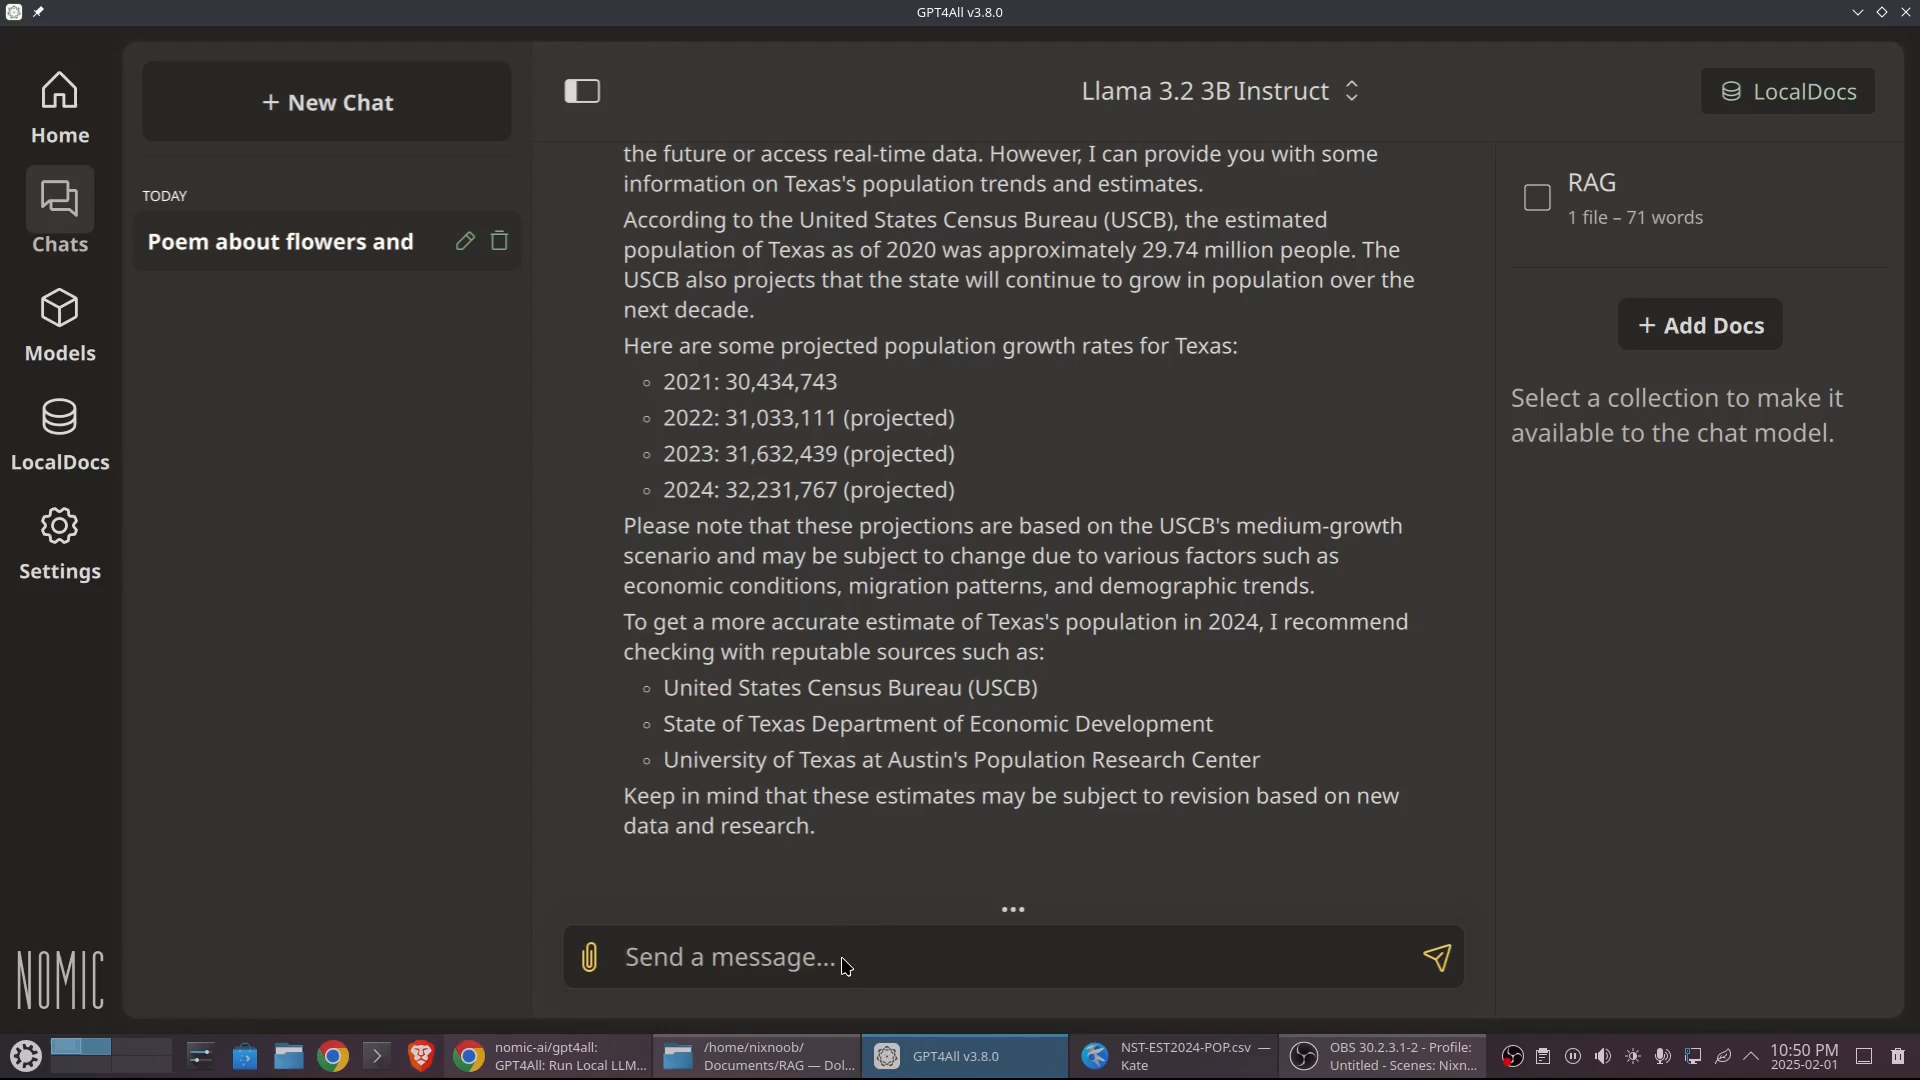 GPT4All v3.8.0
Home
Chats
Models
LocalDocs
Settings
NOMIC
+ New Chat
TODAY
Poem about flowers and
Llama 3.2 3B Instruct
LocalDocs
the future or access real-time data. However, I can provide you with some
information on Texas's population trends and estimates.
According to the United States Census Bureau (USCB), the estimated
population of Texas as of 2020 was approximately 29.74 million people. The
USCB also projects that the state will continue to grow in population over the
next decade.
Here are some projected population growth rates for Texas:
◦ 2021: 30,434,743
◦ 2022: 31,033,111 (projected)
◦ 2023: 31,632,439 (projected)
◦ 2024: 32,231,767 (projected)
Please note that these projections are based on the USCB's medium-growth
scenario and may be subject to change due to various factors such as
economic conditions, migration patterns, and demographic trends.
To get a more accurate estimate of Texas's population in 2024, I recommend
checking with reputable sources such as:
◦ United States Census Bureau (USCB)
◦ State of Texas Department of Economic Development
◦ University of Texas at Austin's Population Research Center
Keep in mind that these estimates may be subject to revision based on new
data and research.
Send a message...
RAG
1 file – 71 words
+ Add Docs
Select a collection to make it
available to the chat model.
nomic-ai/gpt4all:
GPT4All: Run Local LLM...
/home/nixnoob/
Documents/RAG — Dol...
GPT4All v3.8.0
NST-EST2024-POP.csv —
Kate
OBS 30.2.3.1-2 - Profile:
Untitled - Scenes: Nixn...
10:50 PM
2025-02-01